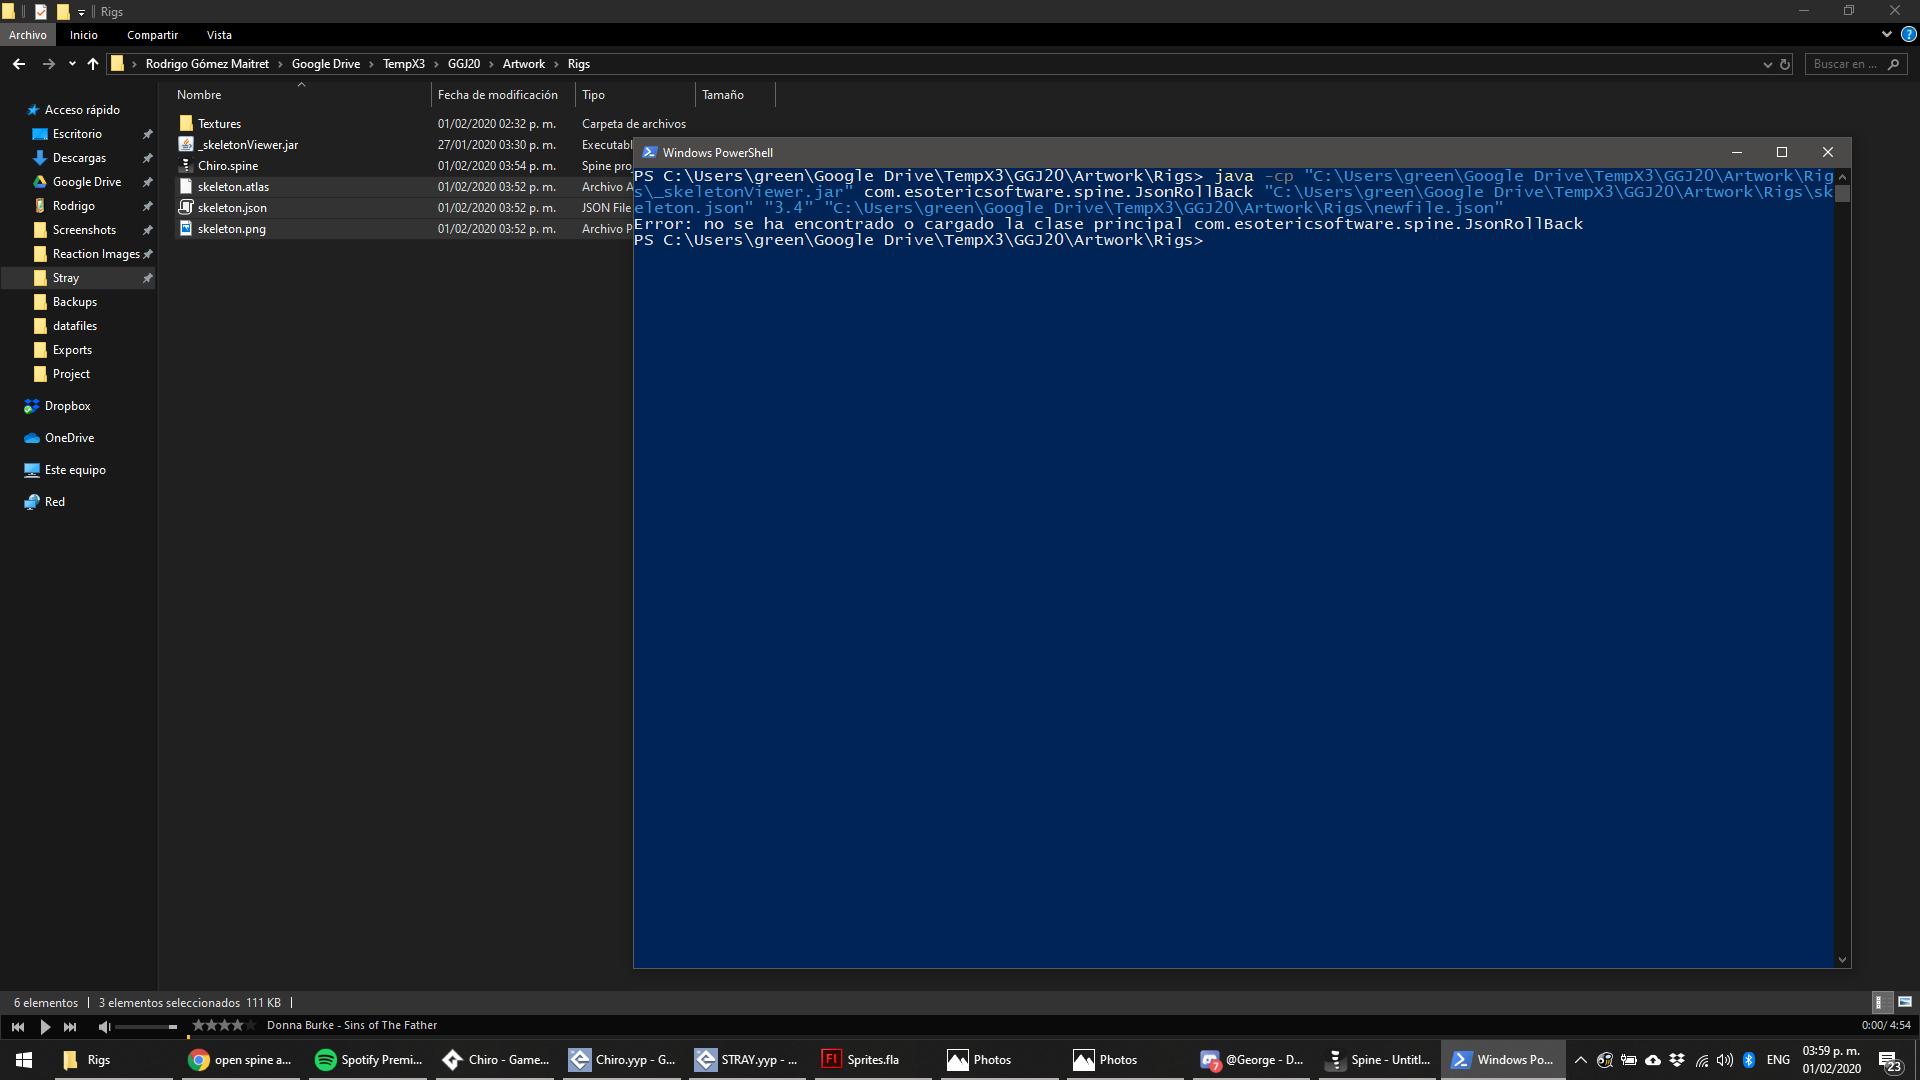 Rigs
Archivo Inicio Compartir Vista
Rodrigo Gómez Maitret Google Drive TempX3 GGJ20 Artwork Rigs
Buscar en ...
Nombre Fecha de modificación Tipo Tamaño
Acceso rápido
Escritorio
Descargas
Google Drive
Rodrigo
Screenshots
Reaction Images
Stray
Backups
datafiles
Exports
Project
Dropbox
OneDrive
Este equipo
Red
Textures 01/02/2020 02:32 p. m. Carpeta de archivos
_skeletonViewer.jar 27/01/2020 03:30 p. m. Executabl
Chiro.spine 01/02/2020 03:54 p. m. Spine pro
skeleton.atlas 01/02/2020 03:52 p. m. Archivo A
skeleton.json 01/02/2020 03:52 p. m. JSON File
skeleton.png 01/02/2020 03:52 p. m. Archivo P
Windows PowerShell
PS C:\Users\green\Google Drive\TempX3\GGJ20\Artwork\Rigs> java -cp "C:\Users\green\Google Drive\TempX3\GGJ20\Artwork\Rig
s\_skeletonViewer.jar" com.esotericsoftware.spine.JsonRollBack "C:\Users\green\Google Drive\TempX3\GGJ20\Artwork\Rigs\sk
eleton.json" "3.4" "C:\Users\green\Google Drive\TempX3\GGJ20\Artwork\Rigs\newfile.json"
Error: no se ha encontrado o cargado la clase principal com.esotericsoftware.spine.JsonRollBack
PS C:\Users\green\Google Drive\TempX3\GGJ20\Artwork\Rigs>
6 elementos 3 elementos seleccionados 111 KB
Donna Burke - Sins of The Father
0:00/ 4:54
Rigs
open spine a...
Spotify Premi...
Chiro - Game...
Chiro.yyp - G...
STRAY.yyp - ...
Fl Sprites.fla
Photos
Photos
7 @George - D...
Spine - Untitl...
Windows Po...
ENG
03:59 p. m.
01/02/2020
23